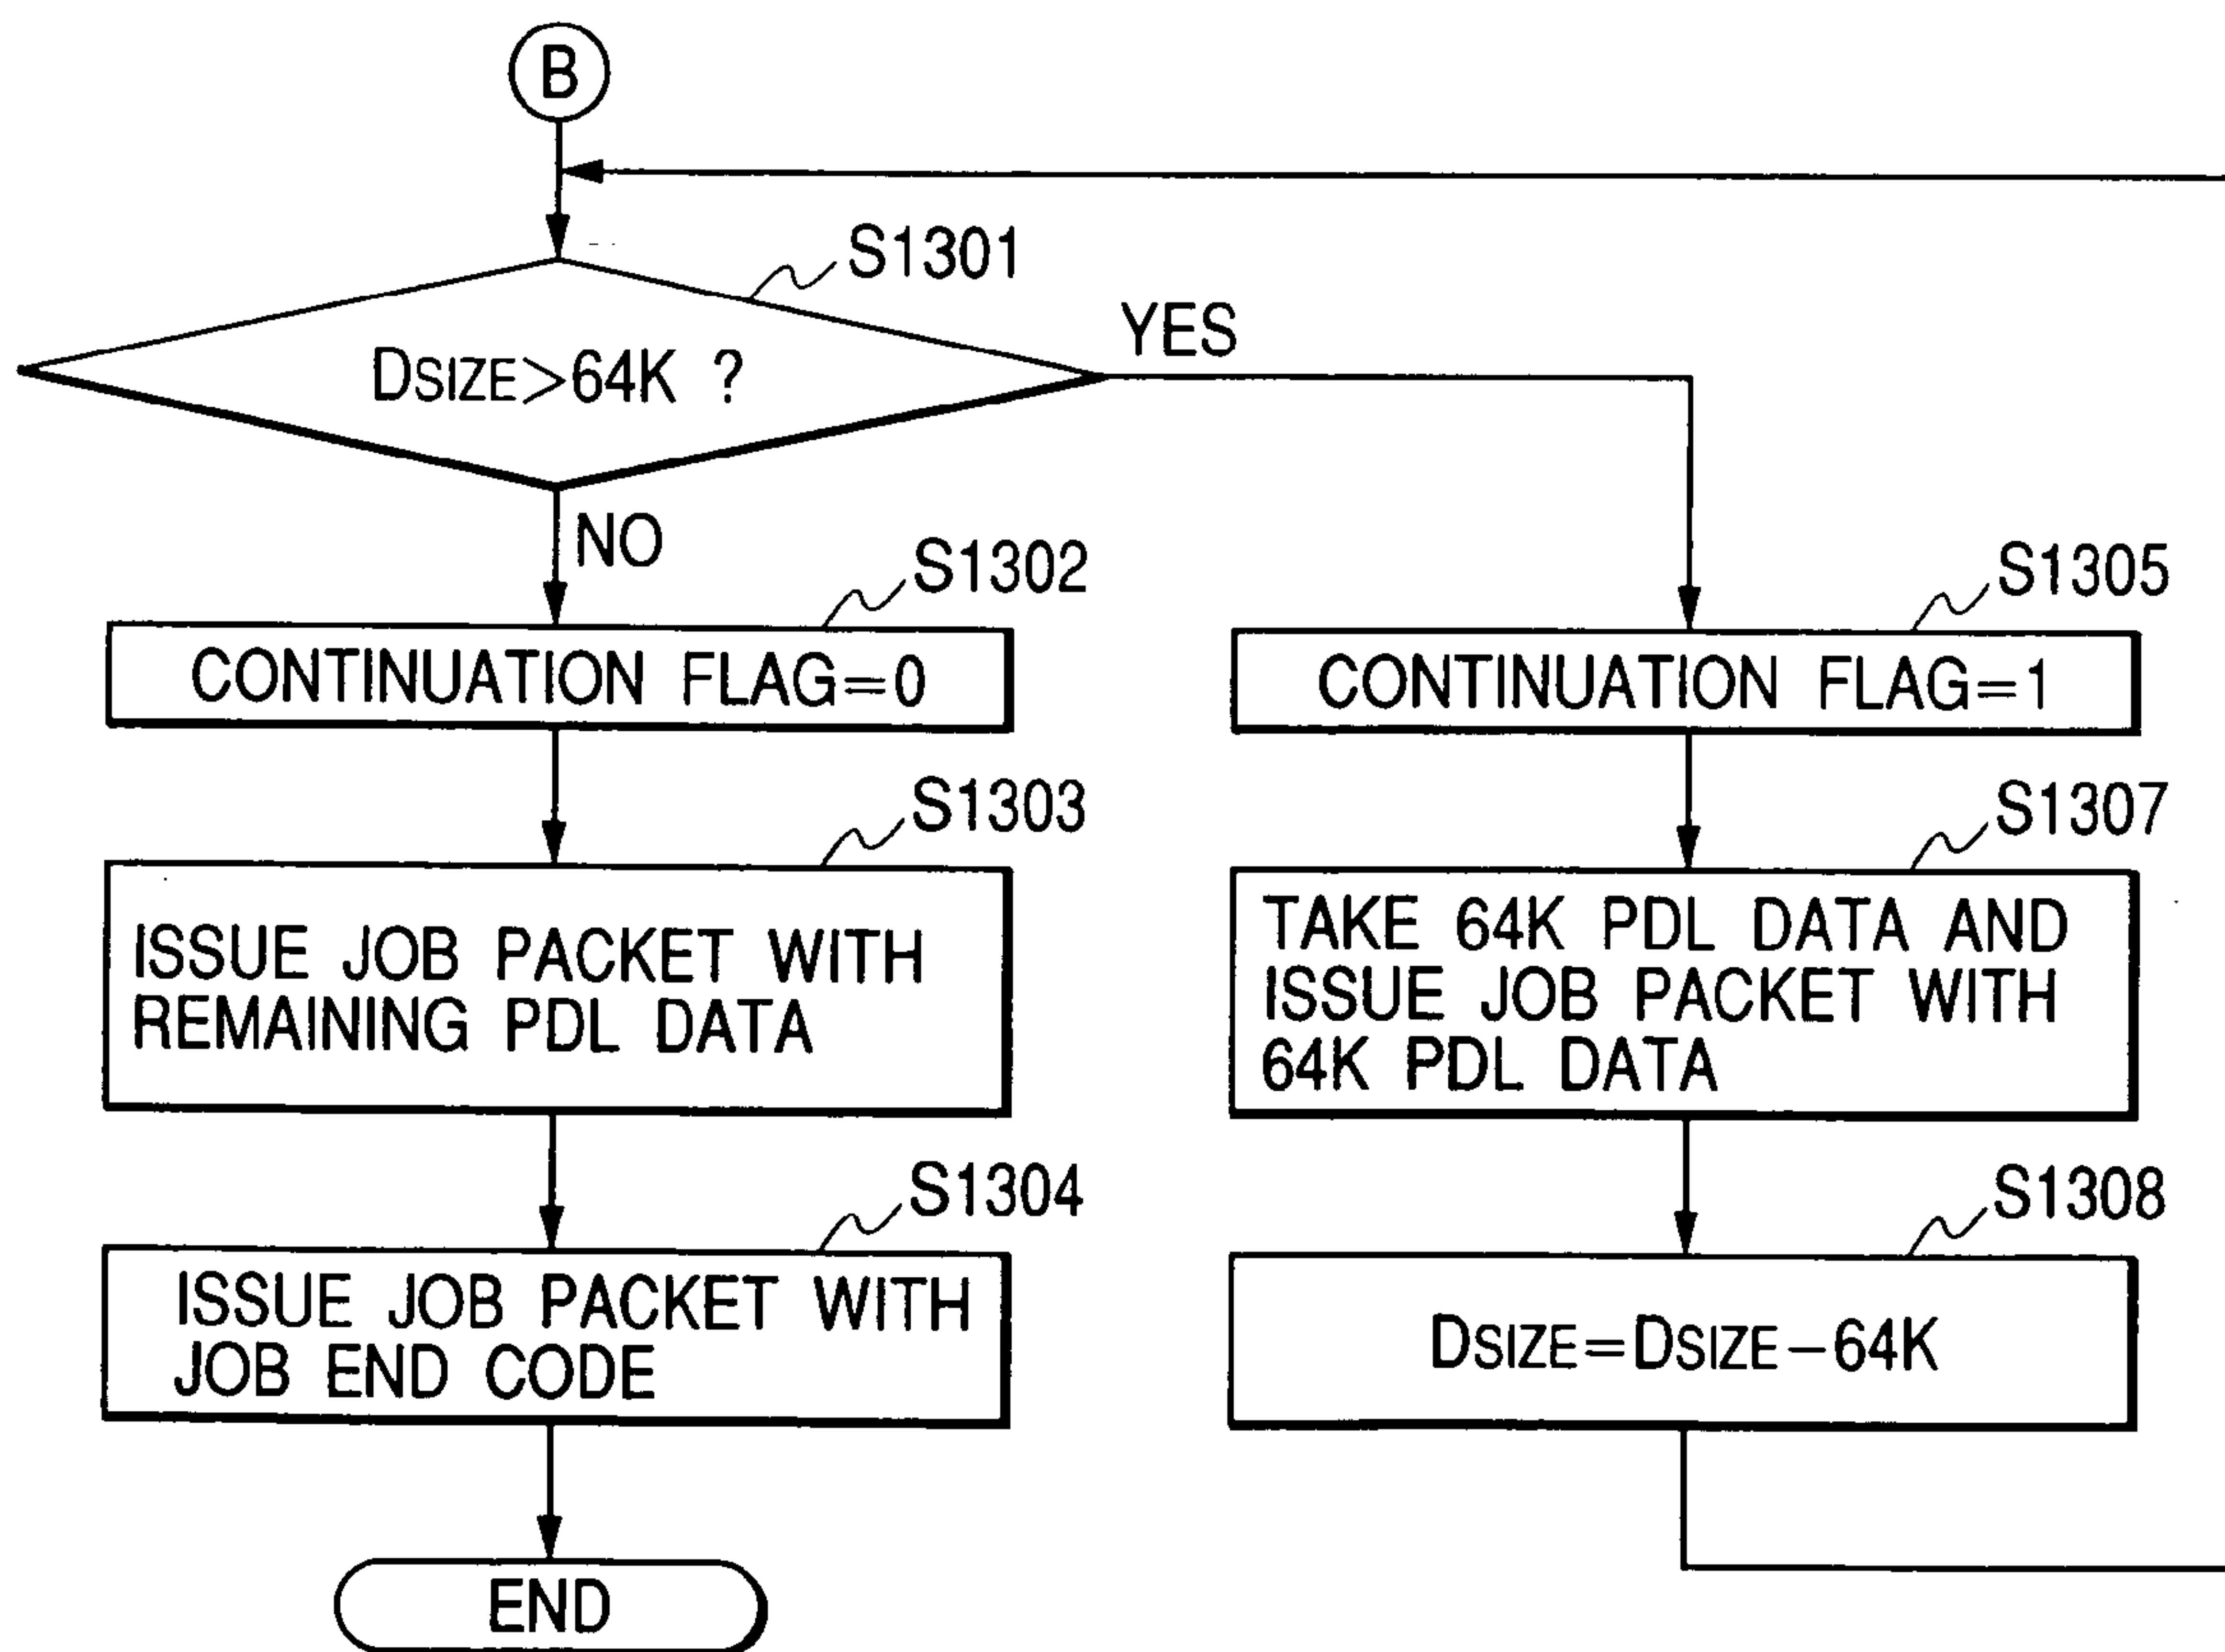 B
S1301
DSIZE>64K ?
YES
NO
S1302
CONTINUATION FLAG=0
S1303
ISSUE JOB PACKET WITH
REMAINING PDL DATA
S1304
ISSUE JOB PACKET WITH
JOB END CODE
END
S1305
CONTINUATION FLAG=1
S1307
TAKE 64K PDL DATA AND
ISSUE JOB PACKET WITH
64K PDL DATA
S1308
DSIZE=DSIZE−64K